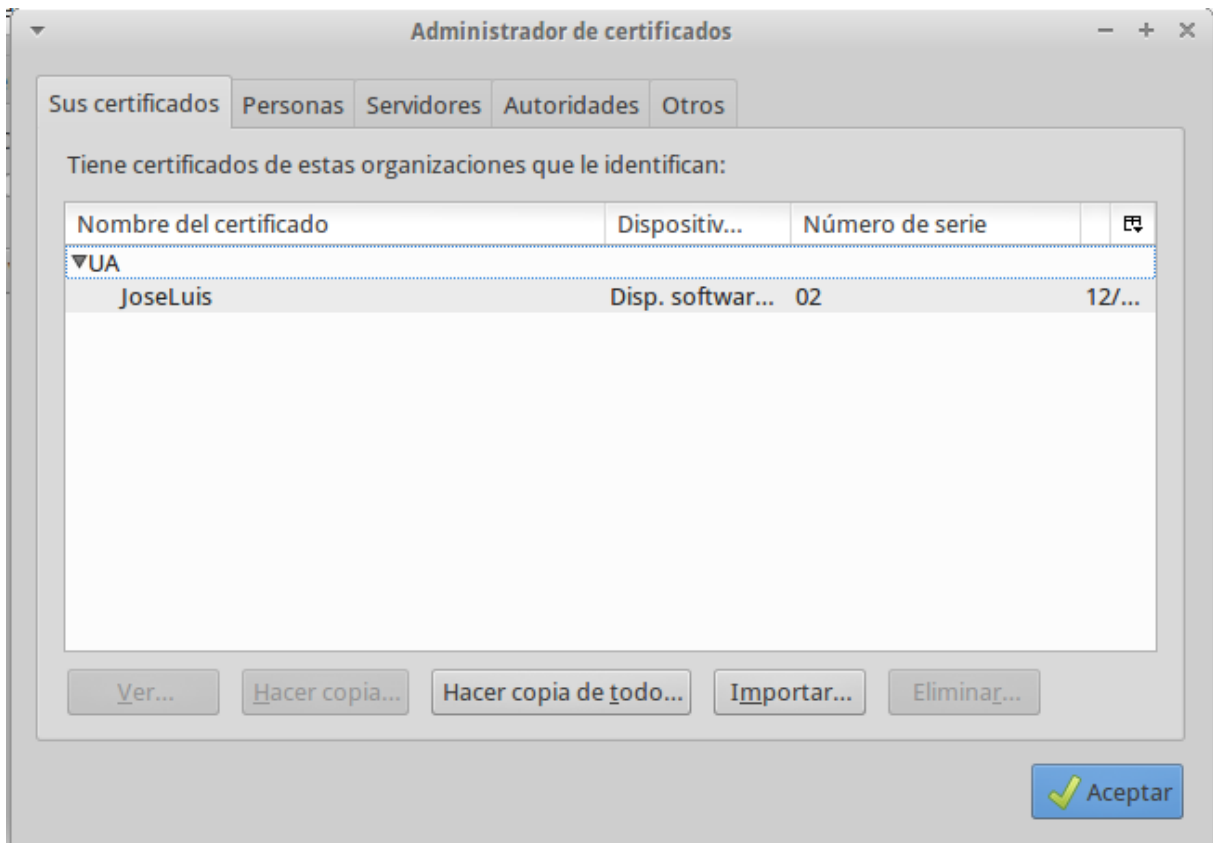 Administrador de certificados
Sus certificados Personas Servidores Autoridades Otros
Tiene certificados de estas organizaciones que le identifican:
Nombre del certificado Dispositiv... Número de serie
UA
JoseLuis Disp. softwar... 02 12/...
Ver... Hacer copia... Hacer copia de todo... Importar... Eliminar...
Aceptar